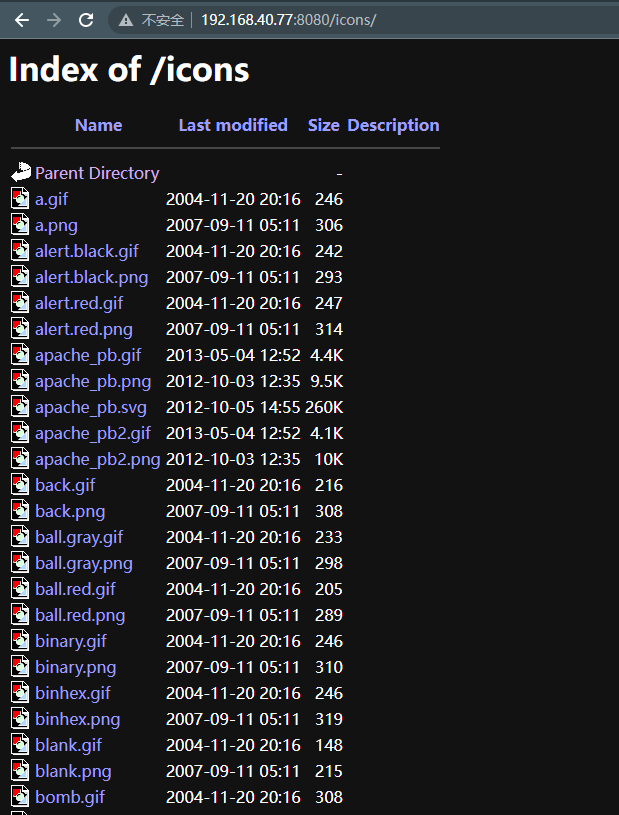 不安全 192.168.40.77:8080/icons/
Index of /icons
Name Last modified Size Description
Parent Directory -
a.gif 2004-11-20 20:16 246
a.png 2007-09-11 05:11 306
alert.black.gif 2004-11-20 20:16 242
alert.black.png 2007-09-11 05:11 293
alert.red.gif 2004-11-20 20:16 247
alert.red.png 2007-09-11 05:11 314
apache_pb.gif 2013-05-04 12:52 4.4K
apache_pb.png 2012-10-03 12:35 9.5K
apache_pb.svg 2012-10-05 14:55 260K
apache_pb2.gif 2013-05-04 12:52 4.1K
apache_pb2.png 2012-10-03 12:35 10K
back.gif 2004-11-20 20:16 216
back.png 2007-09-11 05:11 308
ball.gray.gif 2004-11-20 20:16 233
ball.gray.png 2007-09-11 05:11 298
ball.red.gif 2004-11-20 20:16 205
ball.red.png 2007-09-11 05:11 289
binary.gif 2004-11-20 20:16 246
binary.png 2007-09-11 05:11 310
binhex.gif 2004-11-20 20:16 246
binhex.png 2007-09-11 05:11 319
blank.gif 2004-11-20 20:16 148
blank.png 2007-09-11 05:11 215
bomb.gif 2004-11-20 20:16 308